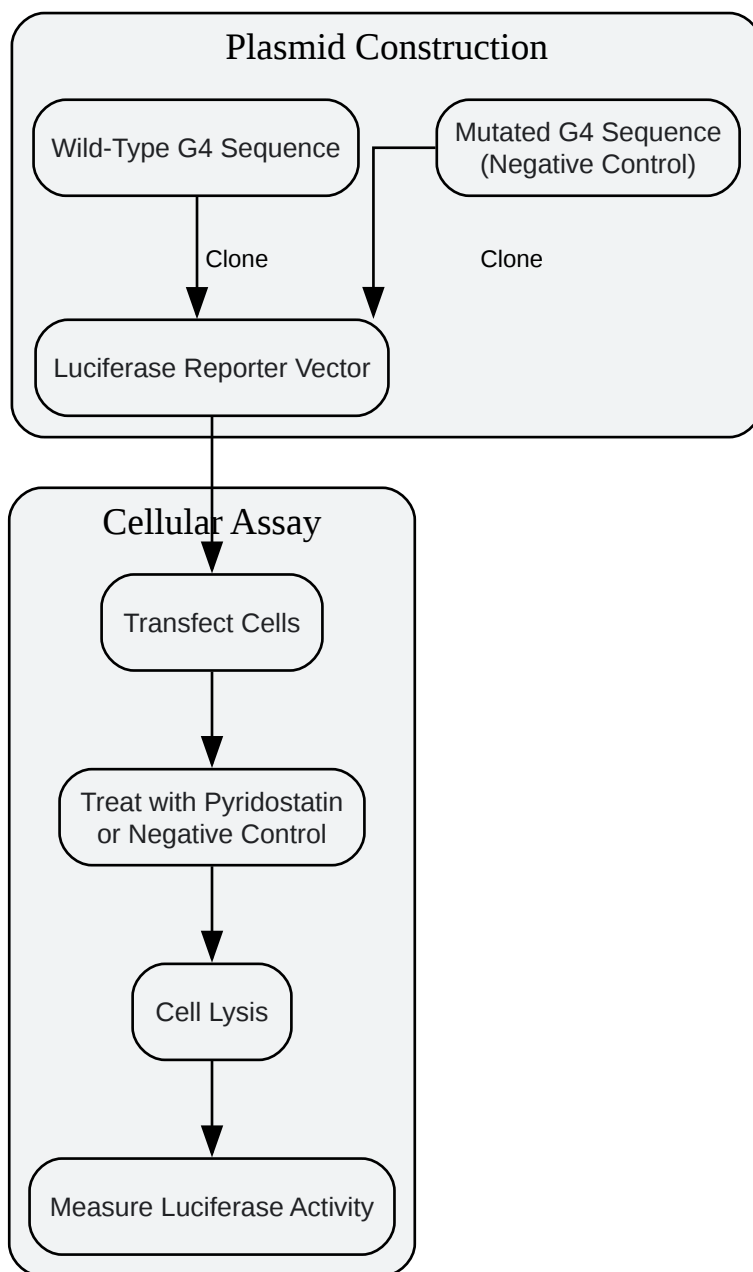 Plasmid Construction
Wild-Type G4 Sequence
Mutated G4 Sequence
(Negative Control)
Clone
Clone
Luciferase Reporter Vector
Cellular Assay
Transfect Cells
Treat with Pyridostatin
or Negative Control
Cell Lysis
Measure Luciferase Activity